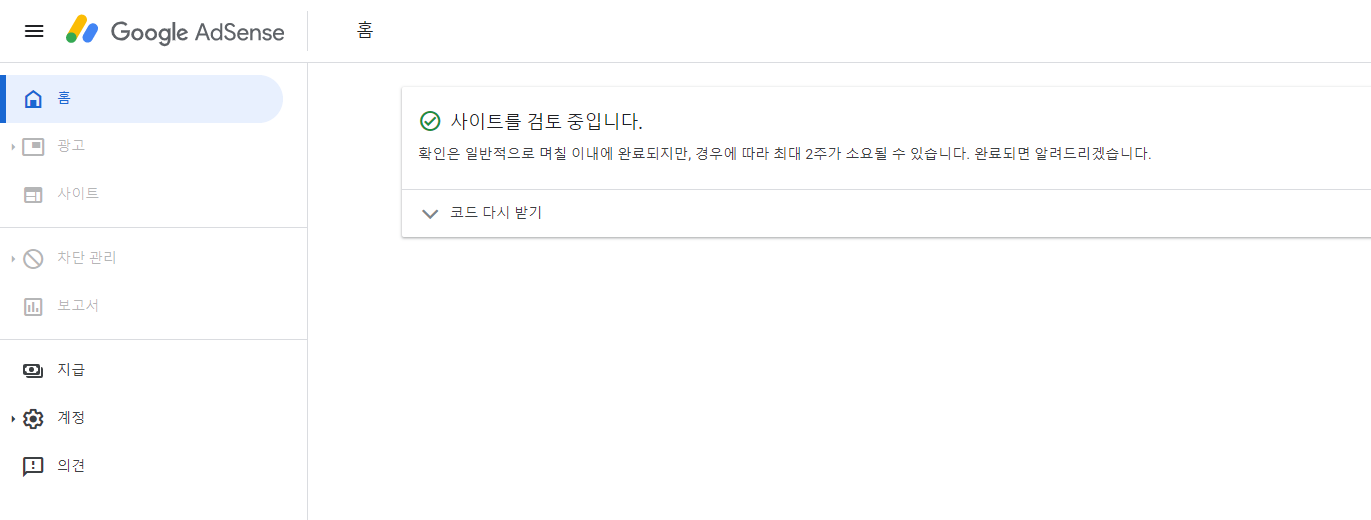 Google AdSense
홈
홈
광고
사이트
차단 관리
보고서
지급
계정
의견
사이트를 검토 중입니다.
확인은 일반적으로 며칠 이내에 완료되지만, 경우에 따라 최대 2주가 소요될 수 있습니다. 완료되면 알려드리겠습니다.
코드 다시 받기